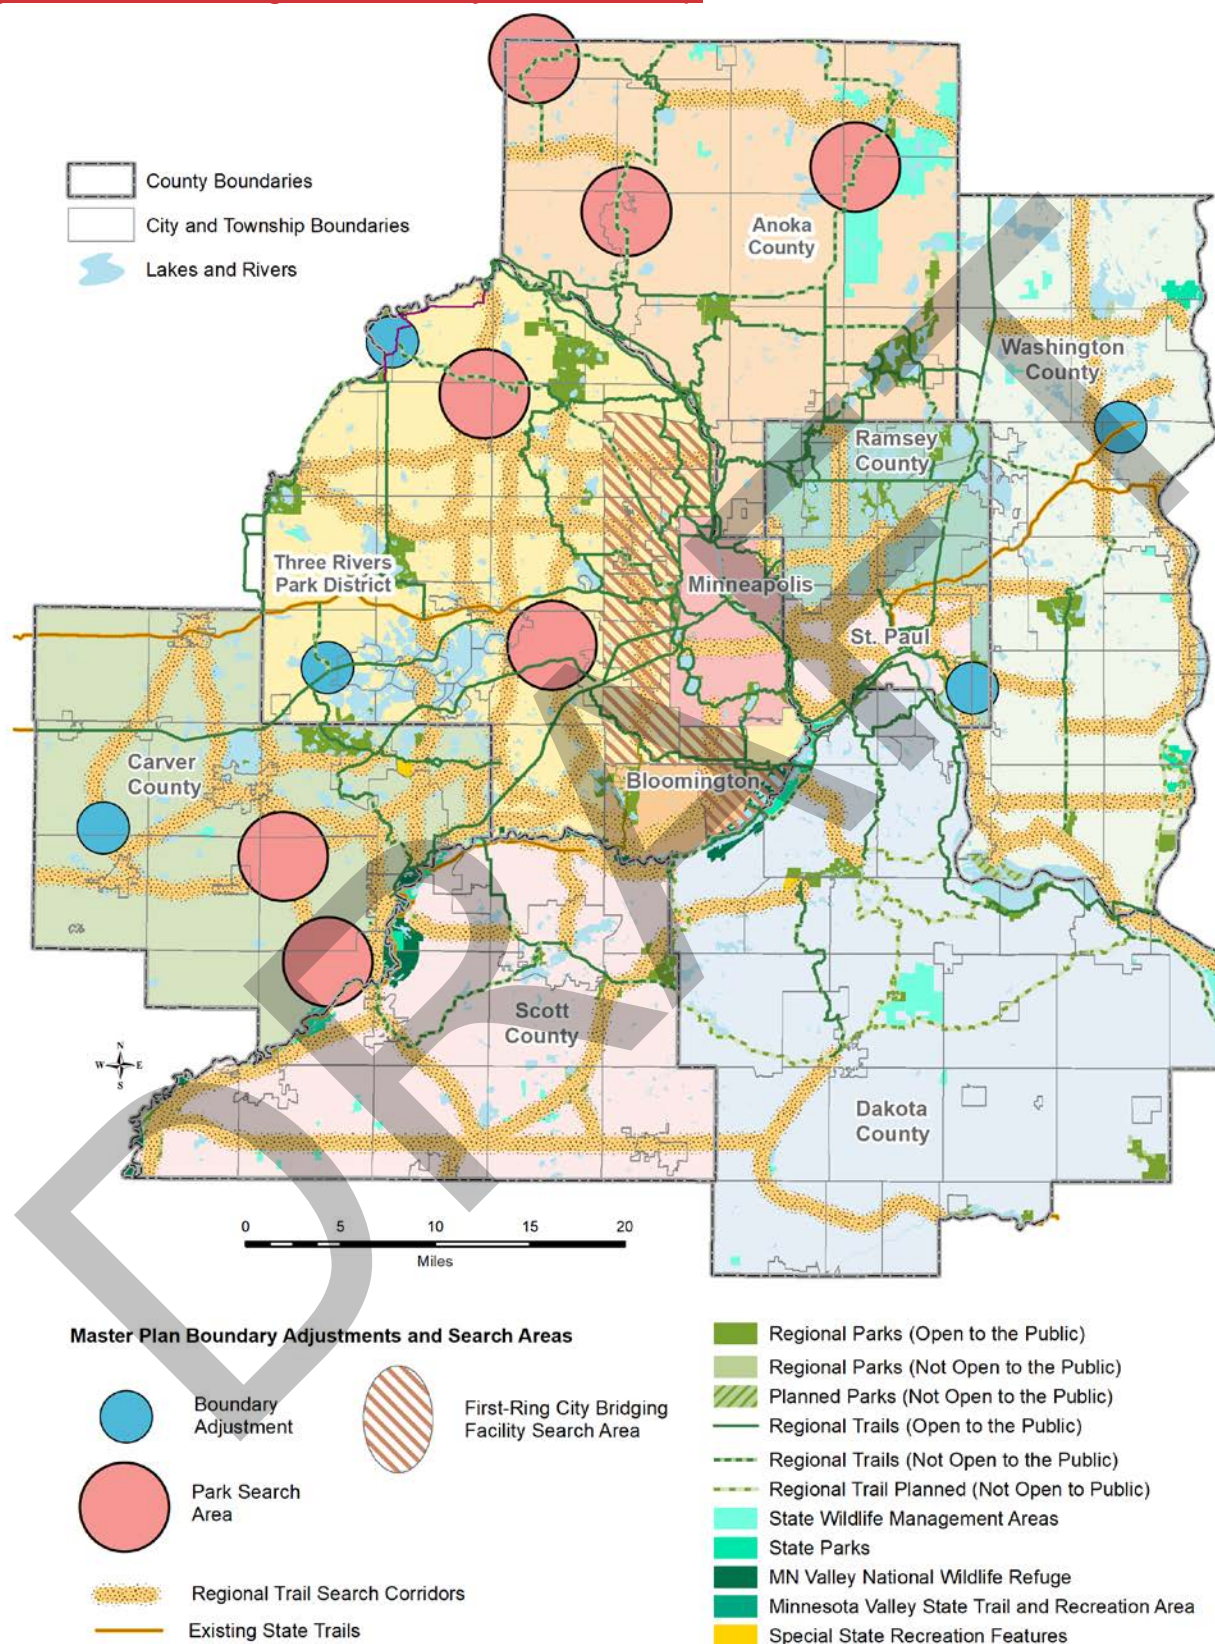 County Boundaries
City and Township Boundaries
Lakes and Rivers
Anoka
County
Washington
County
Ramsey
County
Three Rivers
Park District
Minneapolis
St. Paul
Carver
County
Bloomington
Scott
County
Dakota
County
N
W E
S
0 5 10 15 20
Miles
DRAFT
Master Plan Boundary Adjustments and Search Areas
Boundary
Adjustment
First-Ring City Bridging
Facility Search Area
Park Search
Area
Regional Trail Search Corridors
Existing State Trails
Regional Parks (Open to the Public)
Regional Parks (Not Open to the Public)
Planned Parks (Not Open to the Public)
Regional Trails (Open to the Public)
Regional Trails (Not Open to the Public)
Regional Trail Planned (Not Open to Public)
State Wildlife Management Areas
State Parks
MN Valley National Wildlife Refuge
Minnesota Valley State Trail and Recreation Area
Special State Recreation Features